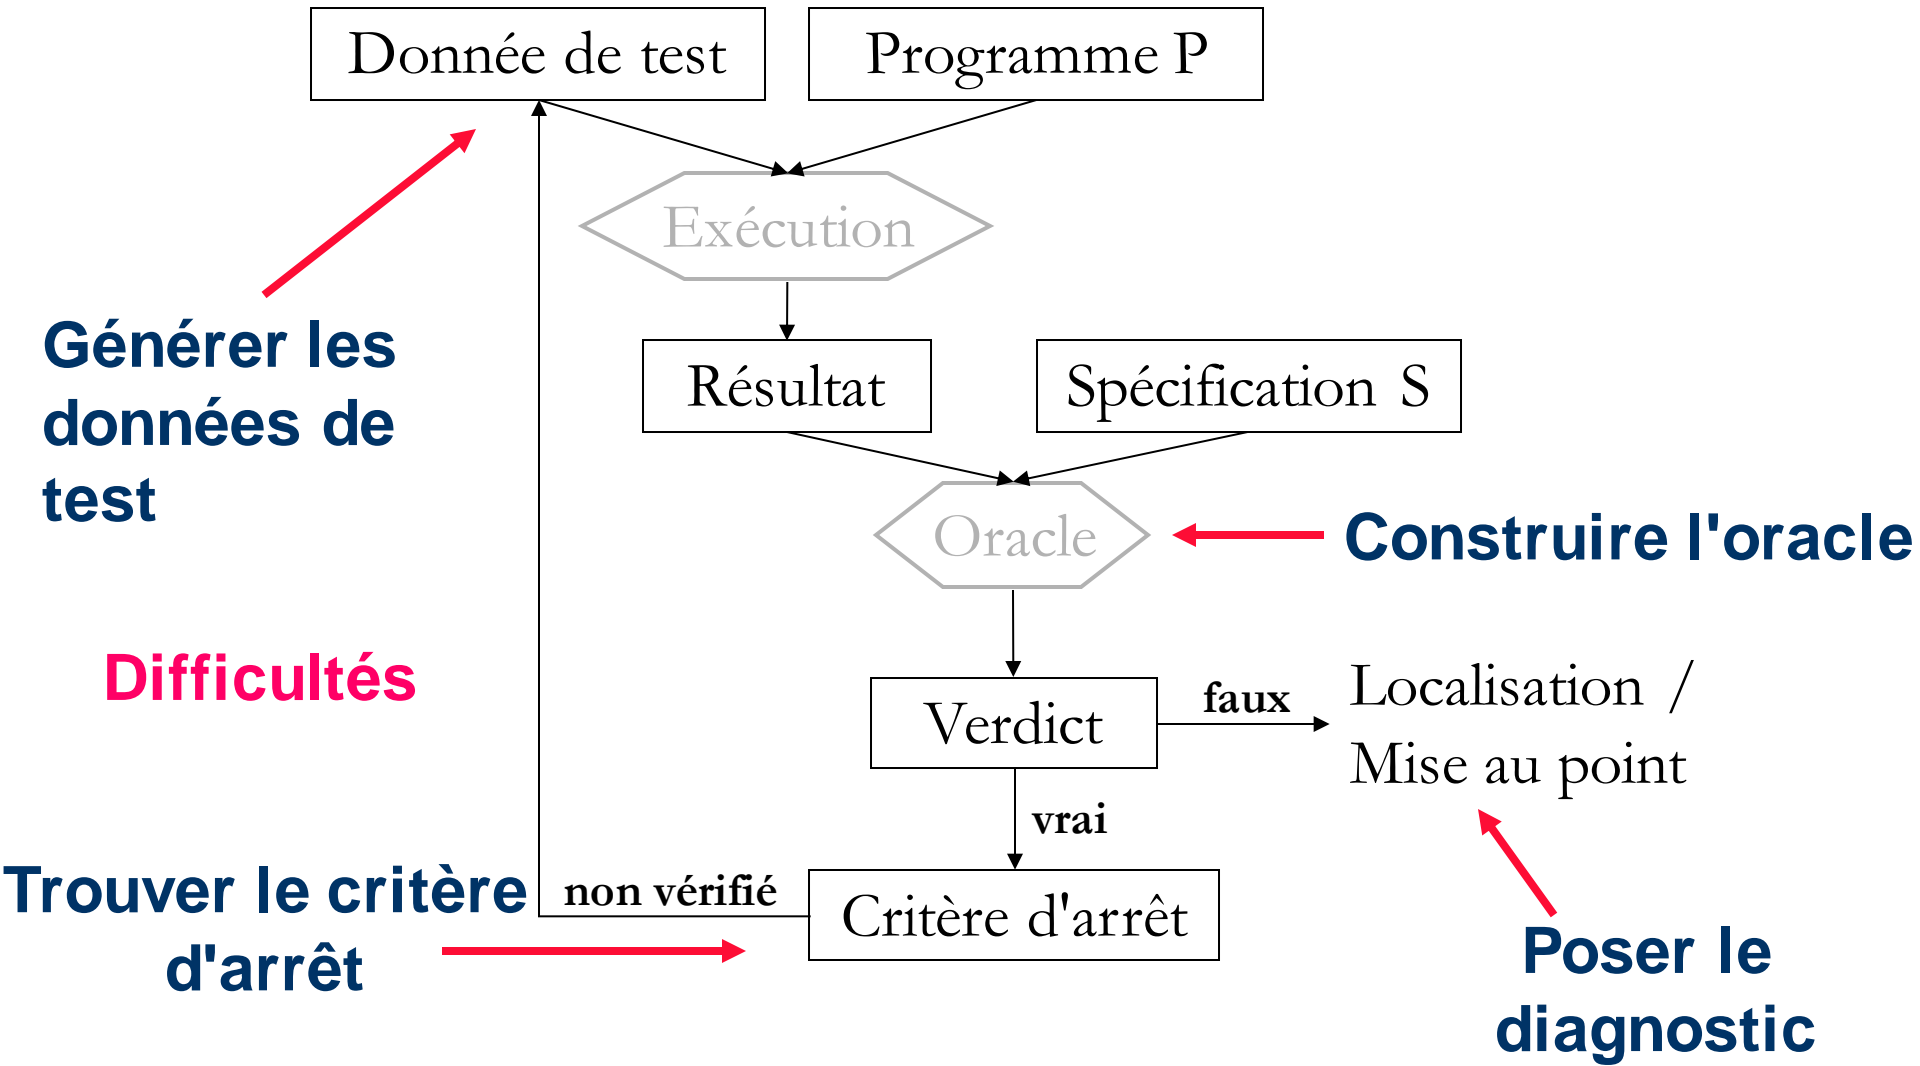 Donnée de test
Programme P
Exécution
Générer les
données de
test
Résultat
Spécification S
Oracle
Construire l'oracle
Difficultés
Verdict
faux
Localisation /
Mise au point
vrai
Trouver le critère
d'arrêt
non vérifié
Critère d'arrêt
Poser le
diagnostic